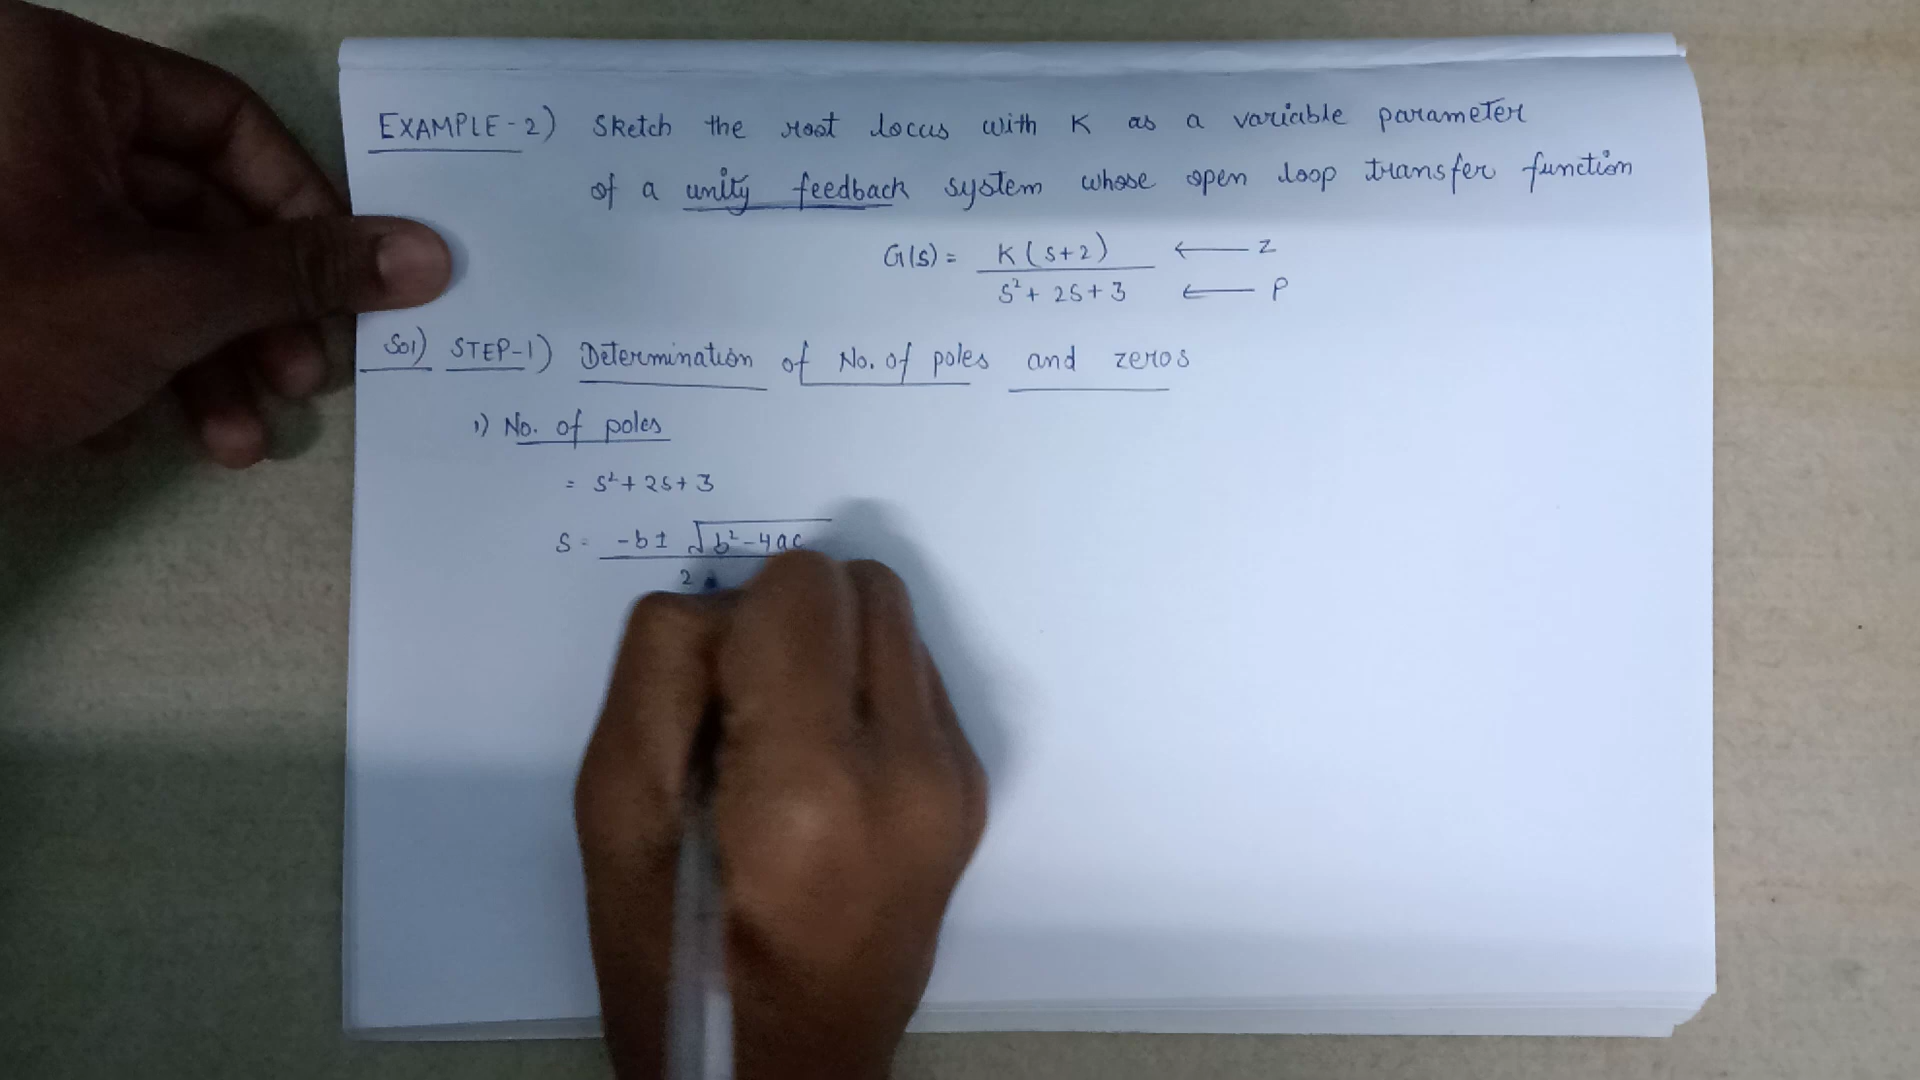 EXAMPLE-2) Sketch the root locus with K as a variable parameter
of a unity feedback system whose open loop transfer function
G(s) = K(s+2) ← Z
s²+ 2s+3 ← P
Sol) STEP-1) Determination of No. of poles and zeros
1) No. of poles
= s²+ 2s+3
s = -b ± √b²-4ac
2